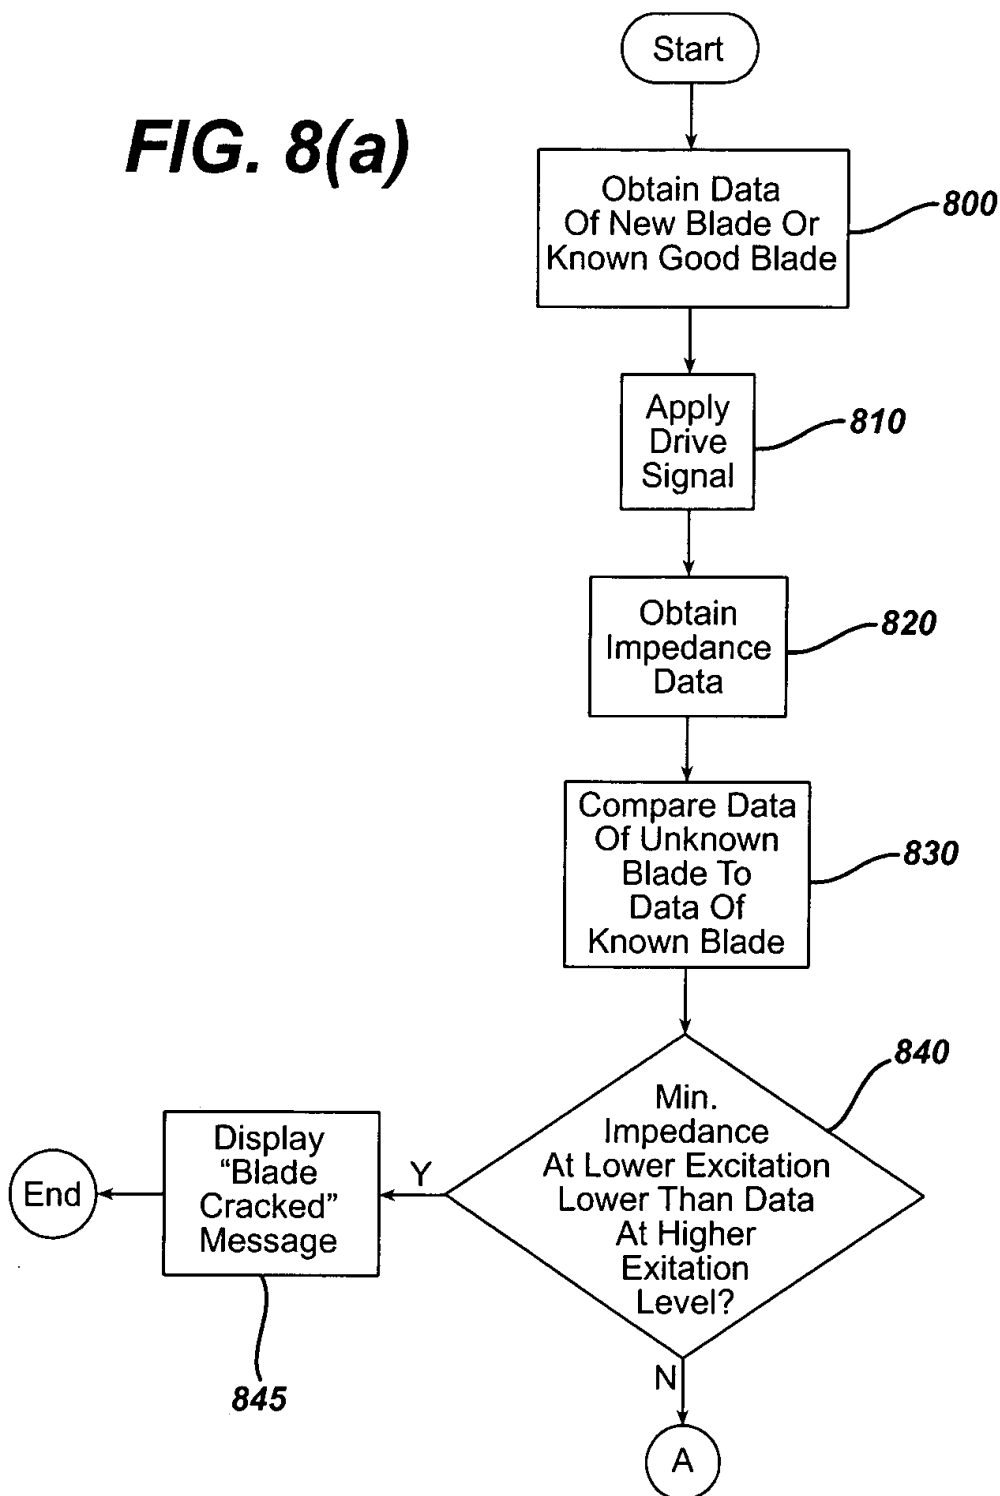 Start
FIG. 8(a)
Obtain Data
Of New Blade Or
Known Good Blade
800
Apply
Drive
Signal
810
Obtain
Impedance
Data
820
Compare Data
Of Unknown
Blade To
Data Of
Known Blade
830
840
Min.
Impedance
At Lower Excitation
Lower Than Data
At Higher
Exitation
Level?
Y
Display
“Blade
Cracked”
Message
End
845
N
A